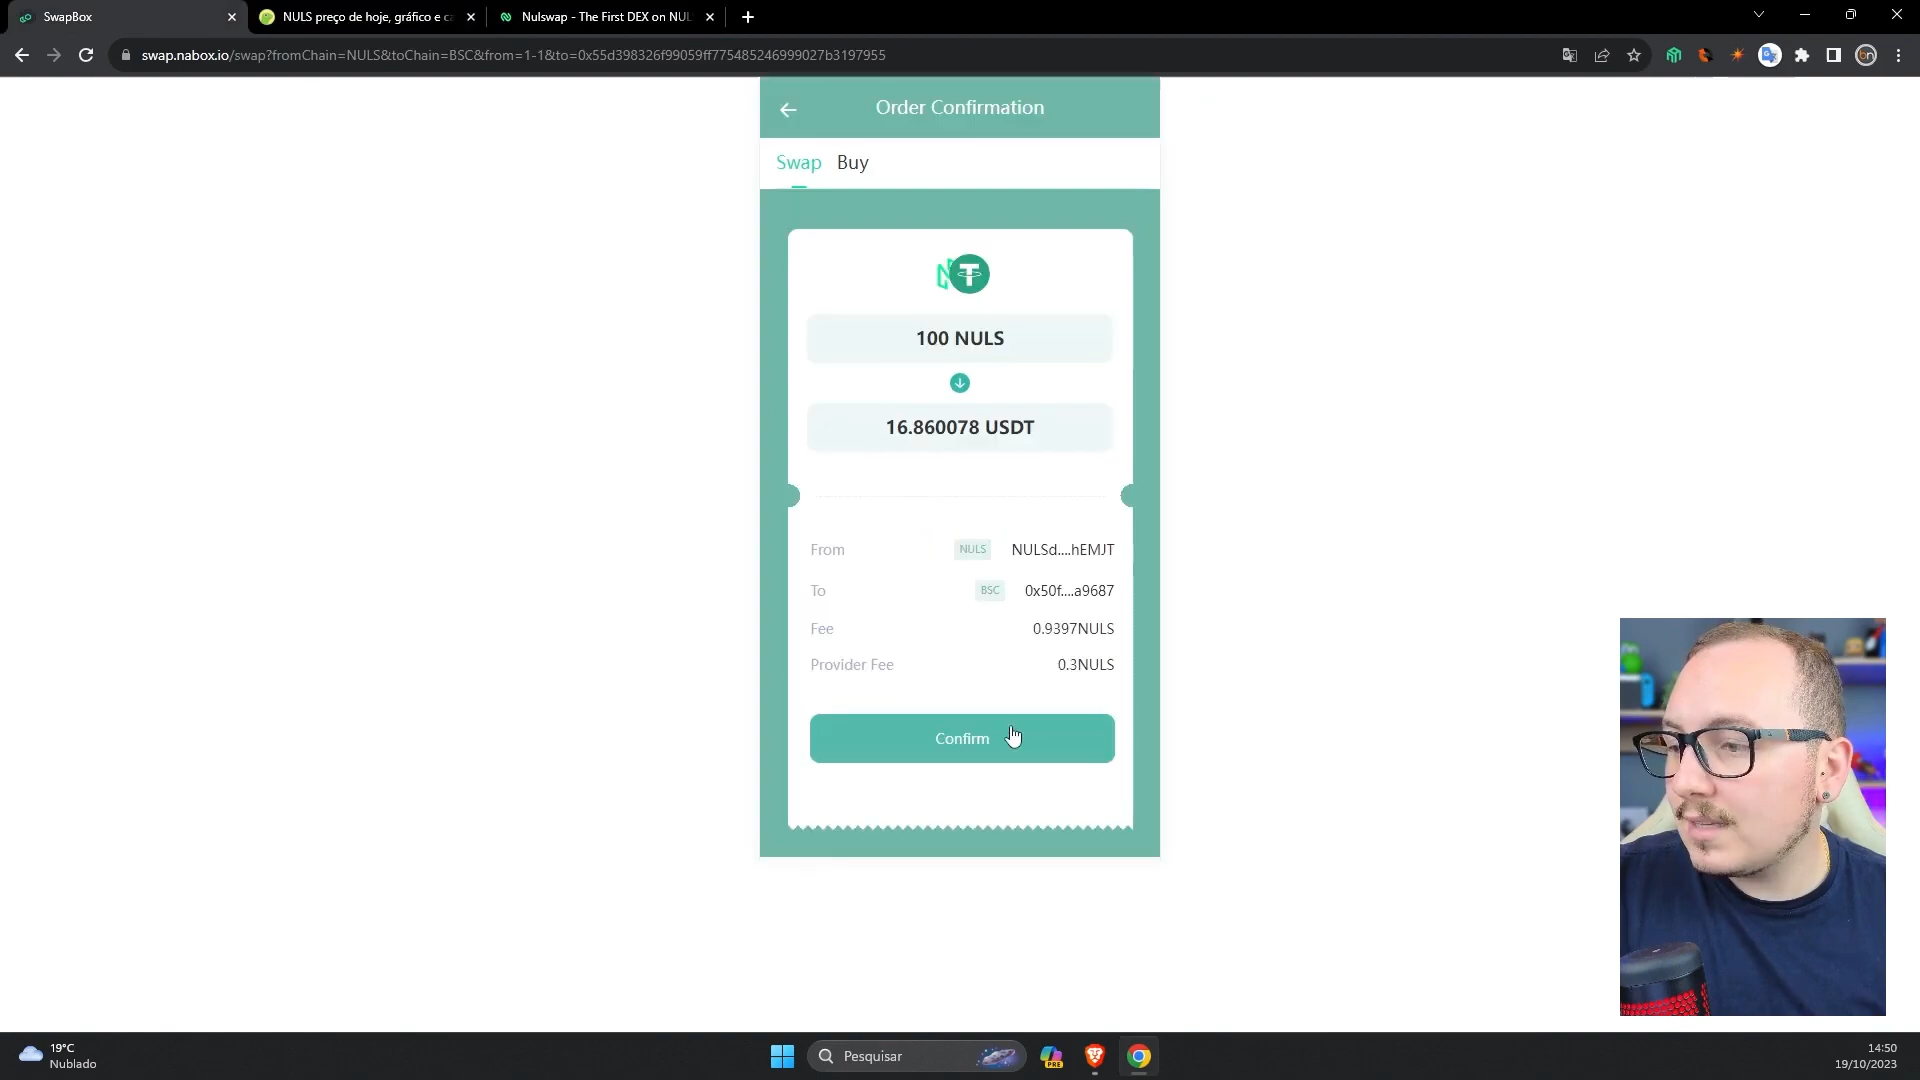 SwapBox
NULS preço de hoje, gráfico e ca
Nulswap - The First DEX on NUL
swap.nabox.io/swap?fromChain=NULS&toChain=BSC&from=1-1&to=0x55d398326f99059ff775485246999027b3197955
Order Confirmation
Swap Buy
100 NULS
16.860078 USDT
From NULS NULSd....hEMJT
To BSC 0x50f....a9687
Fee 0.9397NULS
Provider Fee 0.3NULS
Confirm
19°C
Nublado
Pesquisar
PRE
14:50
19/10/2023